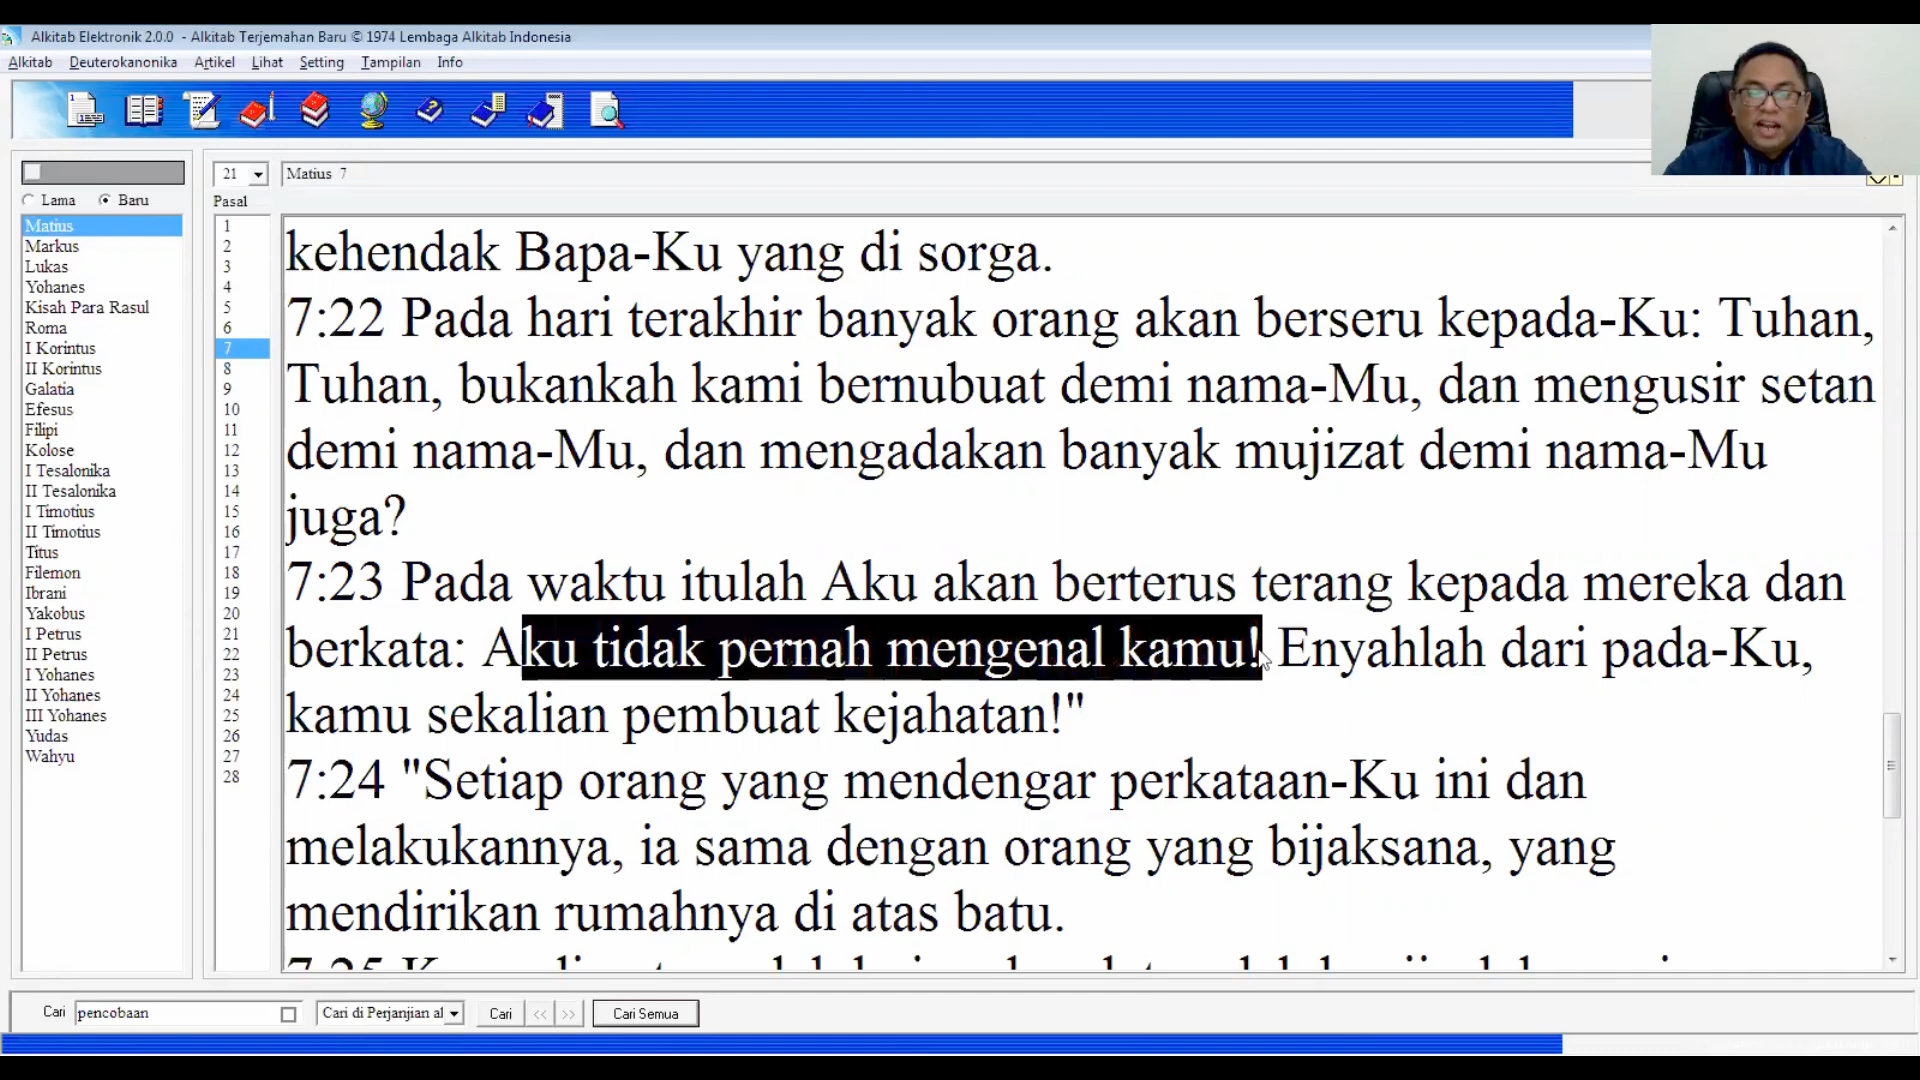 Alkitab Elektronik 2.0.0 - Alkitab Terjemahan Baru © 1974 Lembaga Alkitab Indonesia
Alkitab Deuterokanonika Artikel Lihat Setting Tampilan Info
21 Matius 7
Lama Baru
Pasal
Matius
Markus
Lukas
Yohanes
Kisah Para Rasul
Roma
I Korintus
II Korintus
Galatia
Efesus
Filipi
Kolose
I Tesalonika
II Tesalonika
I Timotius
II Timotius
Titus
Filemon
Ibrani
Yakobus
I Petrus
II Petrus
I Yohanes
II Yohanes
III Yohanes
Yudas
Wahyu
1
2
3
4
5
6
7
8
9
10
11
12
13
14
15
16
17
18
19
20
21
22
23
24
25
26
27
28
kehendak Bapa-Ku yang di sorga.
7:22 Pada hari terakhir banyak orang akan berseru kepada-Ku: Tuhan,
Tuhan, bukankah kami bernubuat demi nama-Mu, dan mengusir setan
demi nama-Mu, dan mengadakan banyak mujizat demi nama-Mu
juga?
7:23 Pada waktu itulah Aku akan berterus terang kepada mereka dan
berkata: Aku tidak pernah mengenal kamu! Enyahlah dari pada-Ku,
kamu sekalian pembuat kejahatan!"
7:24 "Setiap orang yang mendengar perkataan-Ku ini dan
melakukannya, ia sama dengan orang yang bijaksana, yang
mendirikan rumahnya di atas batu.
Cari pencobaan Cari di Perjanjian al Cari << >> Cari Semua